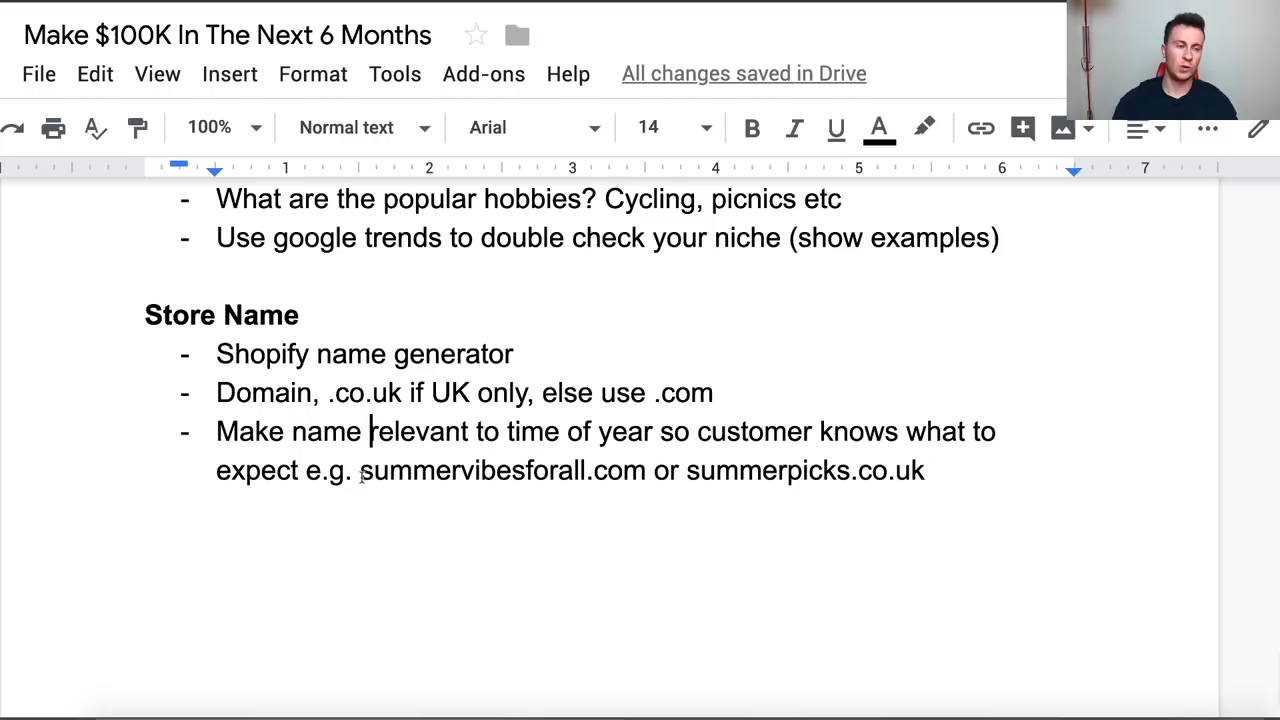 Make $100K In The Next 6 Months
File Edit View Insert Format Tools Add-ons Help All changes saved in Drive
100% Normal text Arial 14 B I U A
1 2 3 4 5 6 7
- What are the popular hobbies? Cycling, picnics etc
- Use google trends to double check your niche (show examples)
Store Name
- Shopify name generator
- Domain, .co.uk if UK only, else use .com
- Make name relevant to time of year so customer knows what to
expect e.g. summervibesforall.com or summerpicks.co.uk